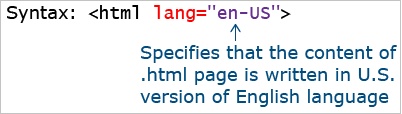 Syntax: <html lang="en-US">
Specifies that the content of
.html page is written in U.S.
version of English language